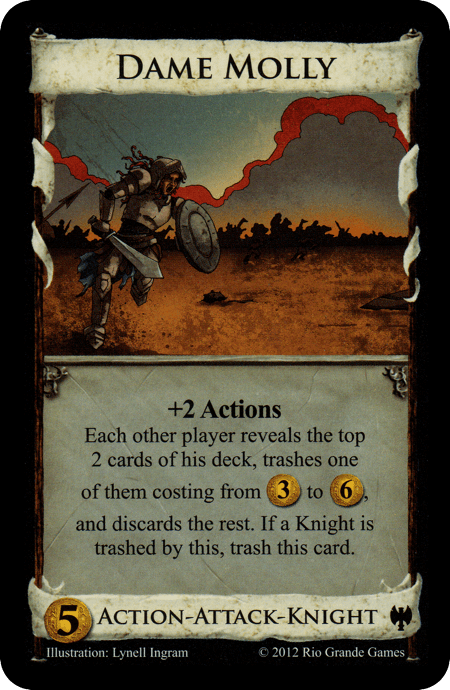 DAME MOLLY
+2 Actions
Each other player reveals the top
2 cards of his deck, trashes one
of them costing from 3 to 6,
and discards the rest. If a Knight is
trashed by this, trash this card.
5 ACTION-ATTACK-KNIGHT
Illustration: Lynell Ingram © 2012 Rio Grande Games